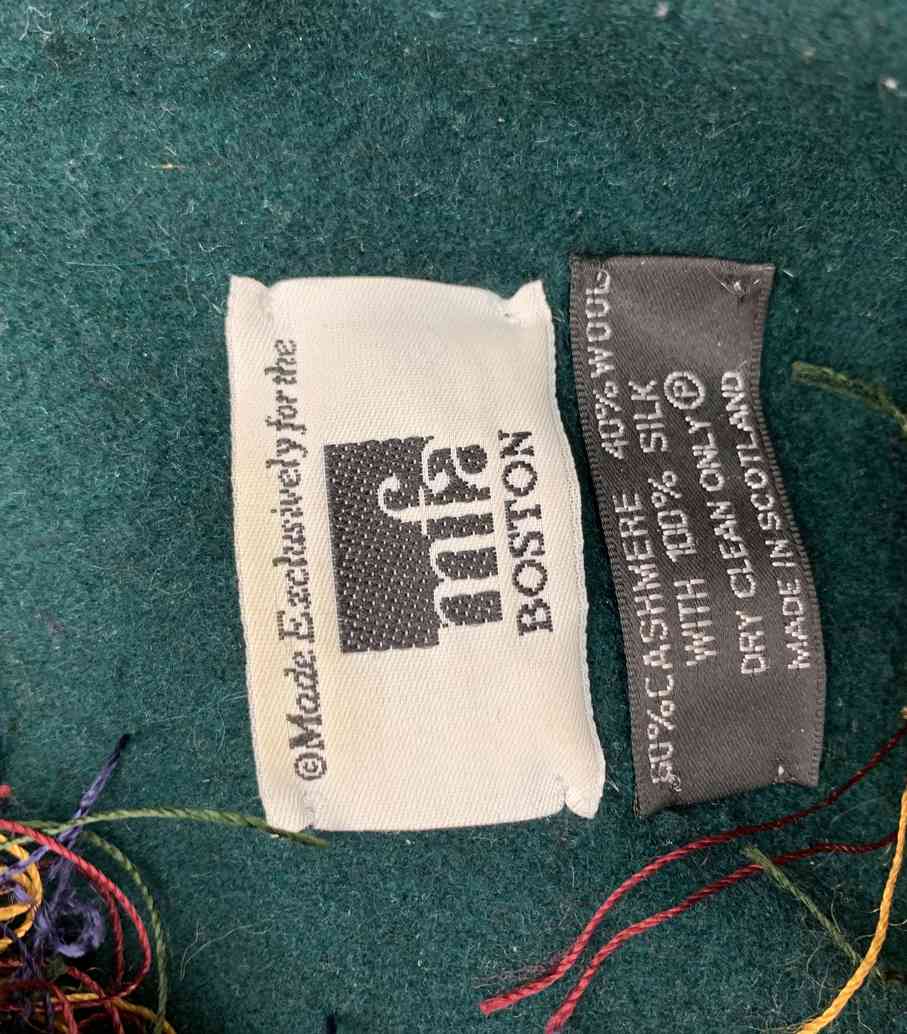 ©Made Exclusively for the
mfa
BOSTON
60% CASHMERE 40% WOOL
WITH 100% SILK
DRY CLEAN ONLY Ⓟ
MADE IN SCOTLAND